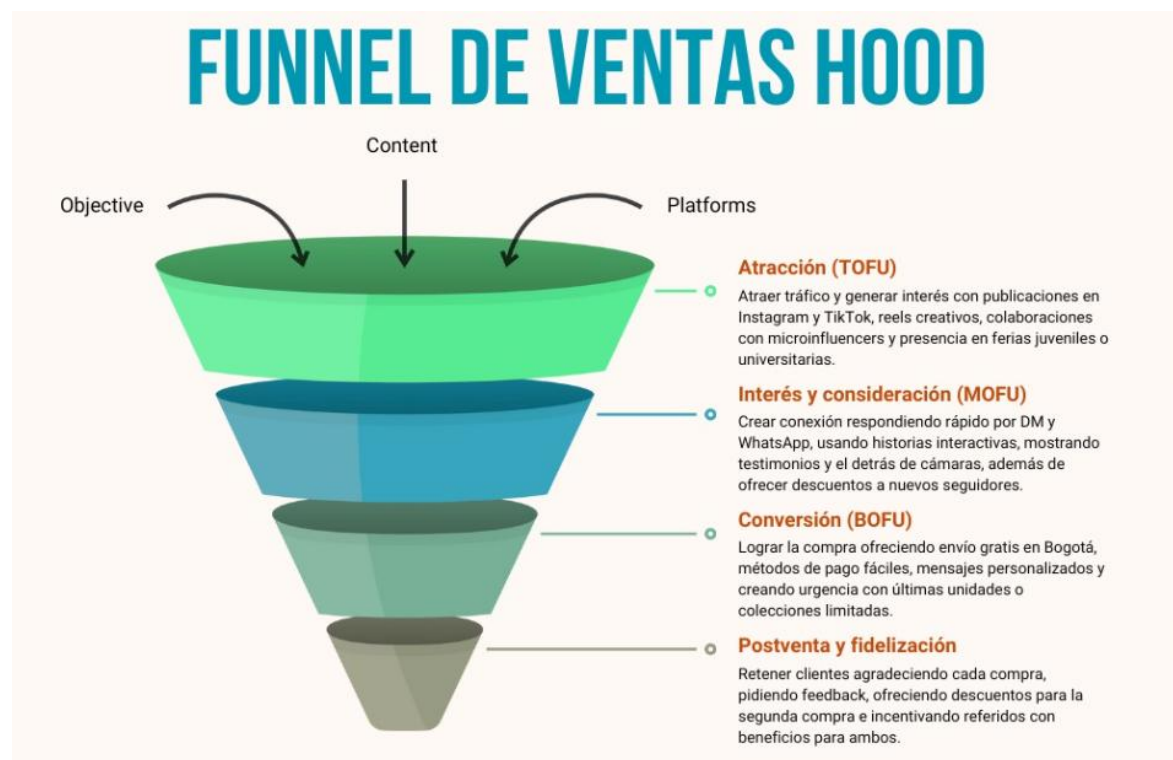 FUNNEL DE VENTAS HOOD
Content
Objective
Platforms
Atracción (TOFU)
Atraer tráfico y generar interés con publicaciones en
Instagram y TikTok, reels creativos, colaboraciones
con microinfluencers y presencia en ferias juveniles o
universitarias.
Interés y consideración (MOFU)
Crear conexión respondiendo rápido por DM y
WhatsApp, usando historias interactivas, mostrando
testimonios y el detrás de cámaras, además de
ofrecer descuentos a nuevos seguidores.
Conversión (BOFU)
Lograr la compra ofreciendo envío gratis en Bogotá,
métodos de pago fáciles, mensajes personalizados y
creando urgencia con últimas unidades o
colecciones limitadas.
Postventa y fidelización
Retener clientes agradeciendo cada compra,
pidiendo feedback, ofreciendo descuentos para la
segunda compra e incentivando referidos con
beneficios para ambos.